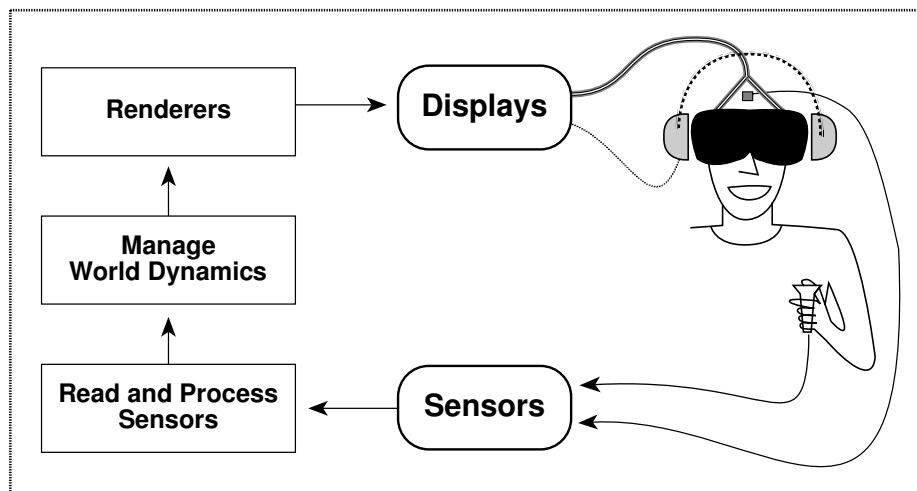 Renderers
Displays
Manage
World Dynamics
Read and Process
Sensors
Sensors